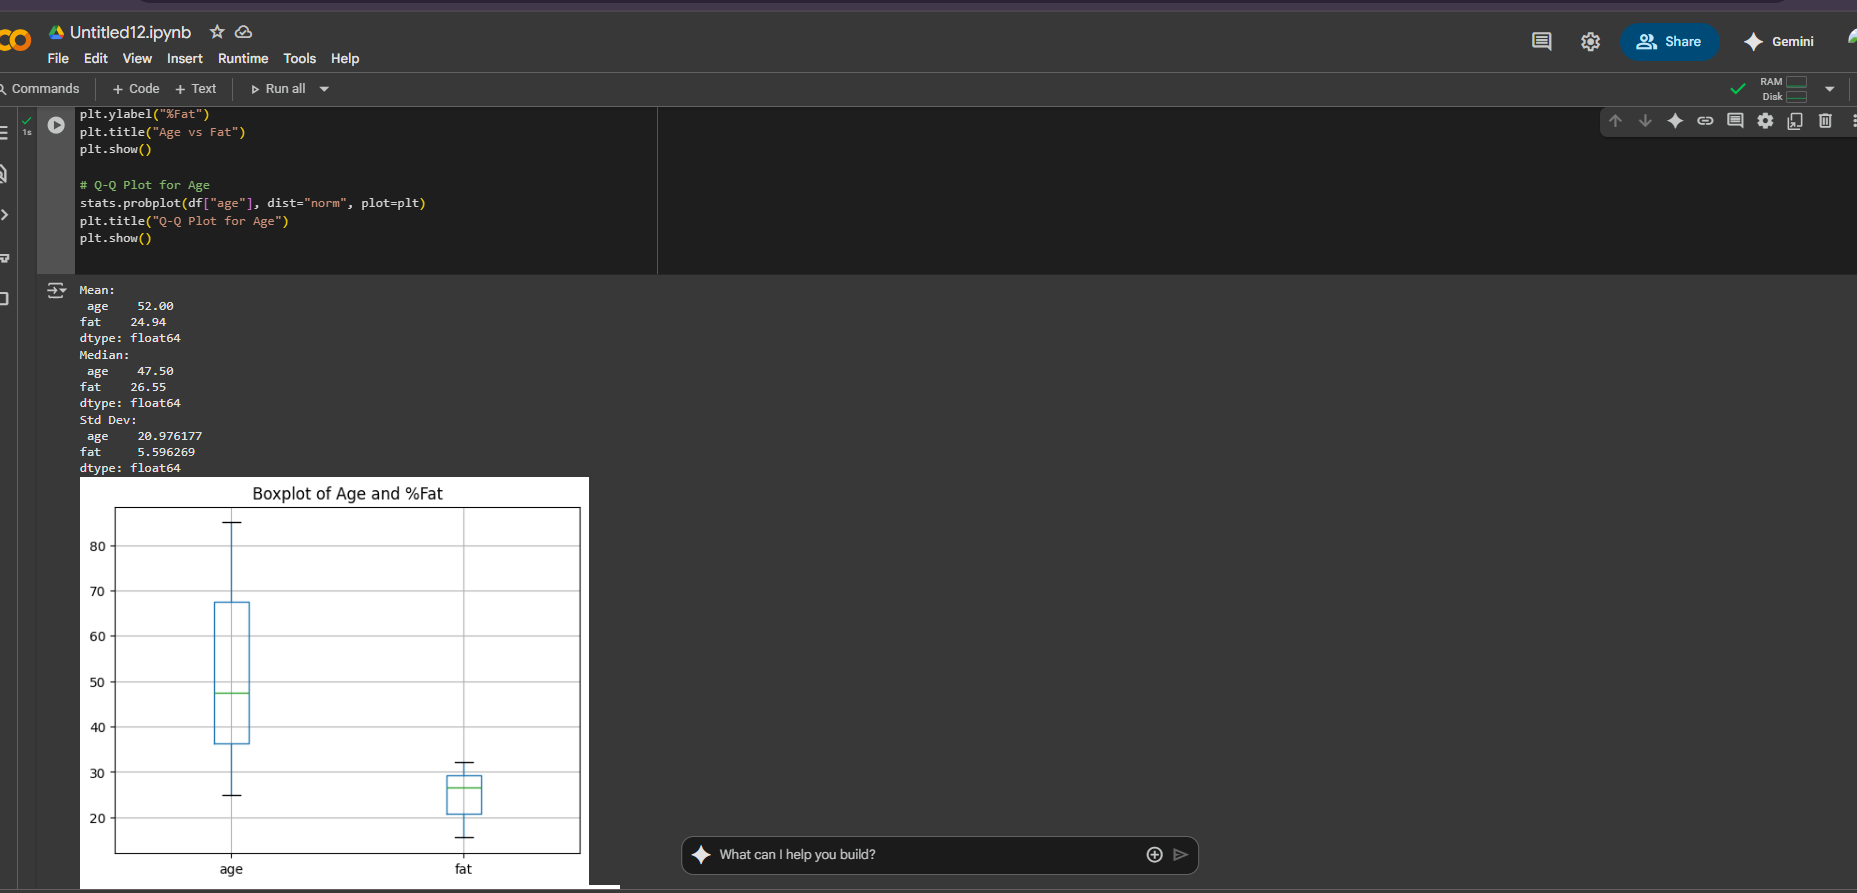 Untitled12.ipynb
File Edit View Insert Runtime Tools Help
Share
Gemini
Commands + Code + Text Run all
RAM
Disk
1s
plt.ylabel("%Fat")
plt.title("Age vs Fat")
plt.show()
# Q-Q Plot for Age
stats.probplot(df["age"], dist="norm", plot=plt)
plt.title("Q-Q Plot for Age")
plt.show()
Mean:
age 52.00
fat 24.94
dtype: float64
Median:
age 47.50
fat 26.55
dtype: float64
Std Dev:
age 20.976177
fat 5.596269
dtype: float64
Boxplot of Age and %Fat
80
70
60
50
40
30
20
age fat
What can I help you build?